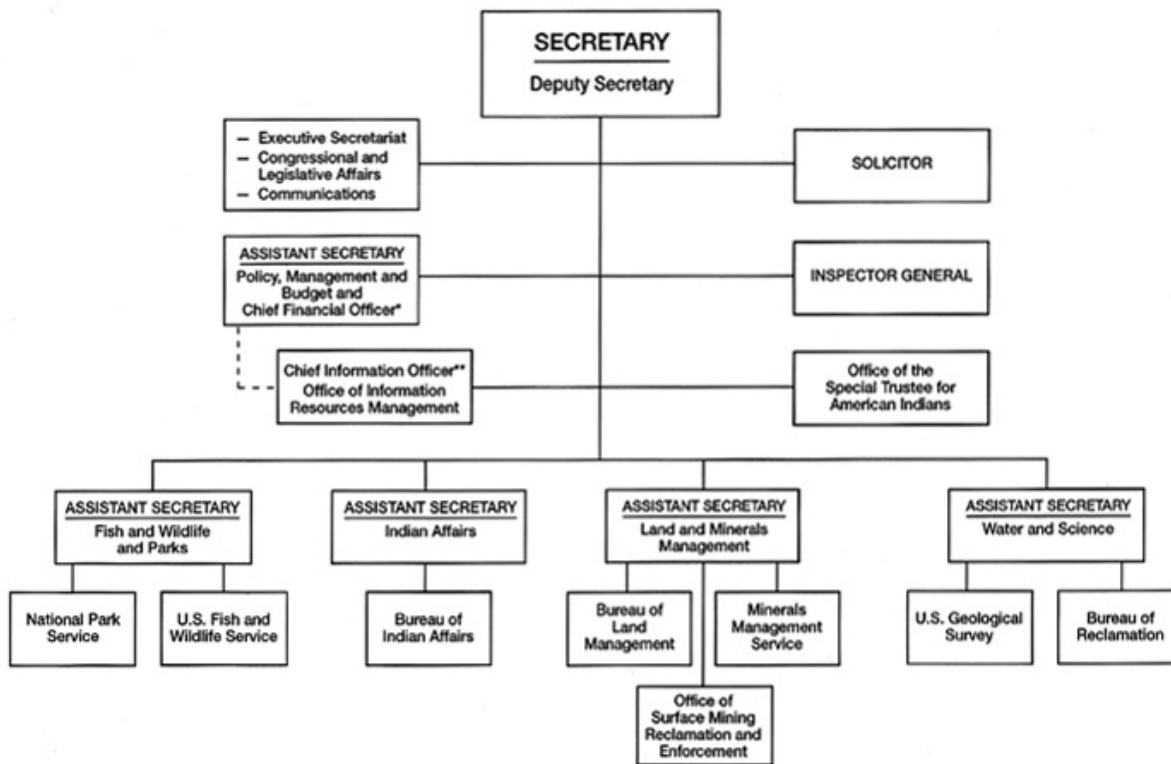 SECRETARY
Deputy Secretary
– Executive Secretariat
– Congressional and
Legislative Affairs
– Communications
SOLICITOR
ASSISTANT SECRETARY
Policy, Management and
Budget and
Chief Financial Officer*
INSPECTOR GENERAL
Chief Information Officer**
Office of Information
Resources Management
Office of the
Special Trustee for
American Indians
ASSISTANT SECRETARY
Fish and Wildlife
and Parks
ASSISTANT SECRETARY
Indian Affairs
ASSISTANT SECRETARY
Land and Minerals
Management
ASSISTANT SECRETARY
Water and Science
National Park
Service
U.S. Fish and
Wildlife Service
Bureau of
Indian Affairs
Bureau of
Land
Management
Minerals
Management
Service
U.S. Geological
Survey
Bureau of
Reclamation
Office of
Surface Mining
Reclamation and
Enforcement